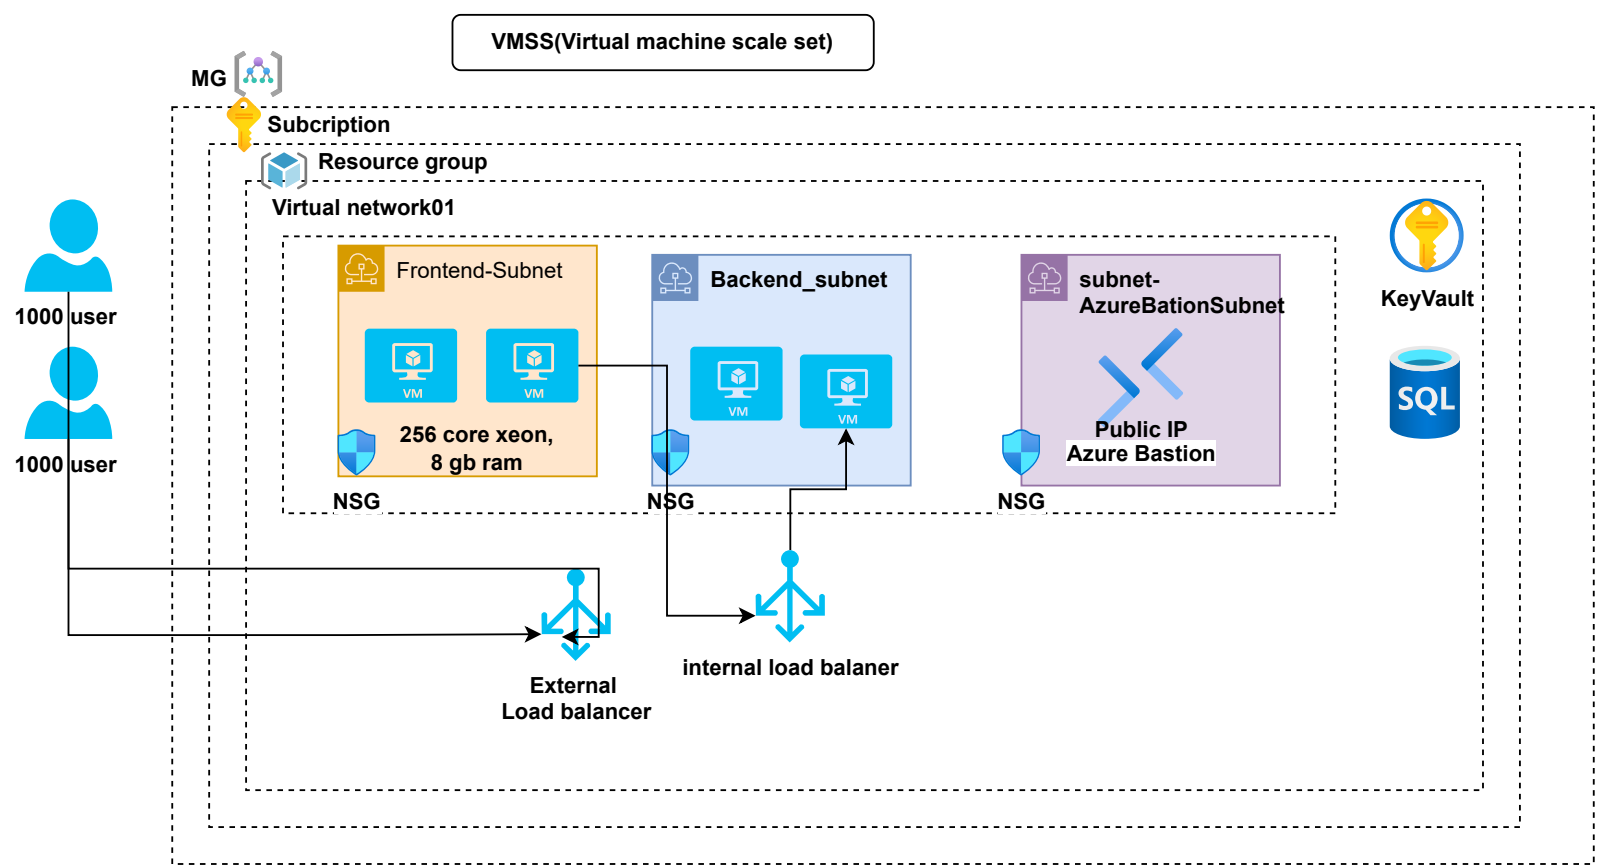 VMSS(Virtual machine scale set)
MG
Subcription
Resource group
Virtual network01
1000 user
1000 user
Frontend-Subnet
VM
VM
256 core xeon,
8 gb ram
NSG
Backend_subnet
VM
VM
NSG
subnet-
AzureBationSubnet
Public IP
Azure Bastion
NSG
KeyVault
SQL
External
Load balancer
internal load balaner